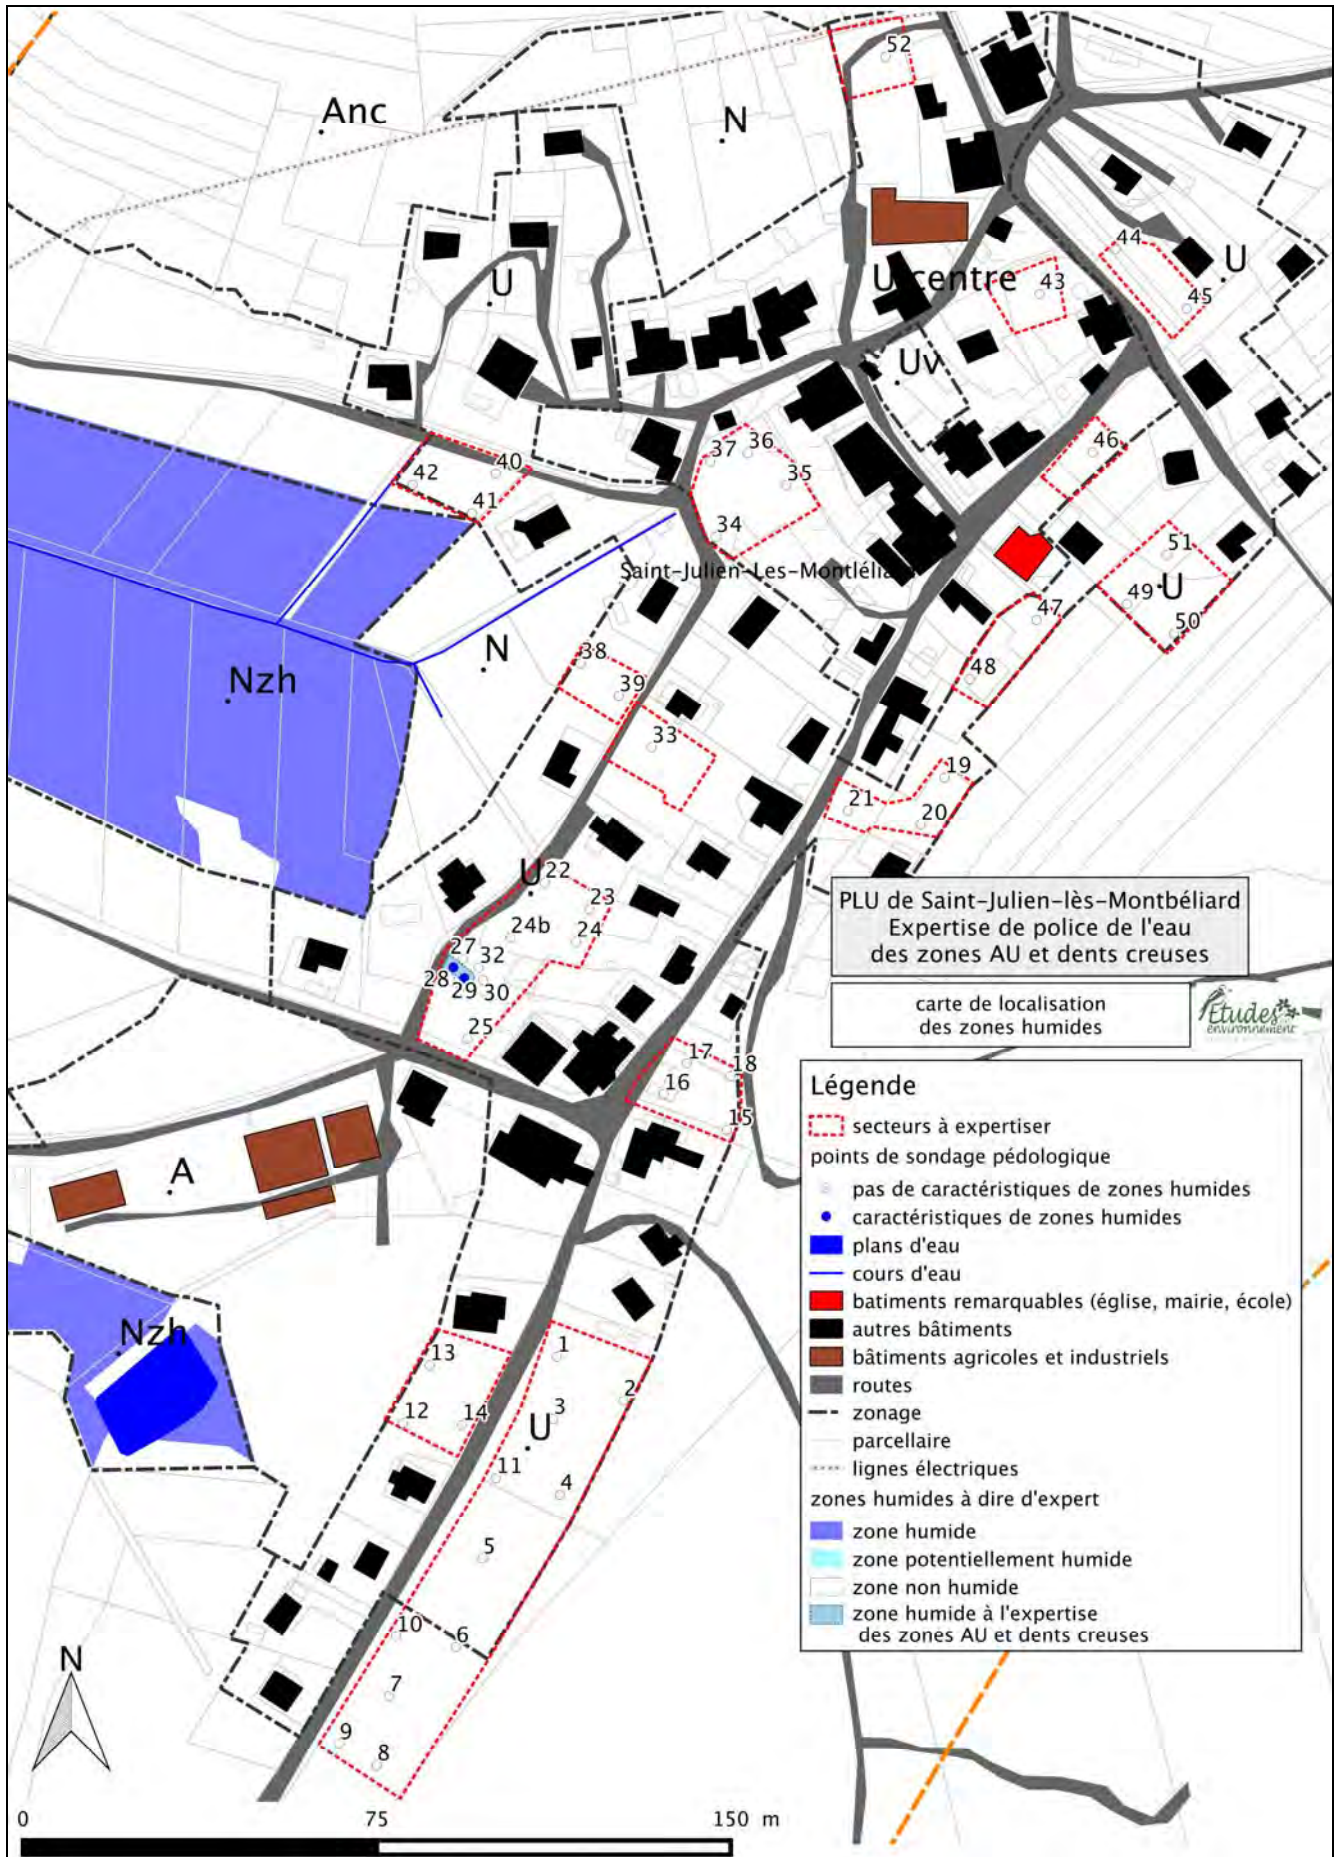 52
Anc
N
44
U
U
U centre
43
45
Uv
36
37
46
42
40
35
41
34
51
Saint-Julien-Les-Montléliard
49
U
47
50
N
38
48
Nzh
39
33
19
21
20
U
22
23
24b
24
27
32
28
29
30
25
PLU de Saint-Julien-lès-Montbéliard
Expertise de police de l'eau
des zones AU et dents creuses
carte de localisation
des zones humides
Études
environnement
17
18
16
15
A
Légende
secteurs à expertiser
points de sondage pédologique
pas de caractéristiques de zones humides
caractéristiques de zones humides
plans d'eau
cours d'eau
batiments remarquables (église, mairie, école)
autres bâtiments
bâtiments agricoles et industriels
routes
zonage
parcellaire
lignes électriques
zones humides à dire d'expert
zone humide
zone potentiellement humide
zone non humide
zone humide à l'expertise
des zones AU et dents creuses
Nzh
13
1
2
12
14
3
U
11
4
5
10
6
7
9
8
N
0 75 150 m